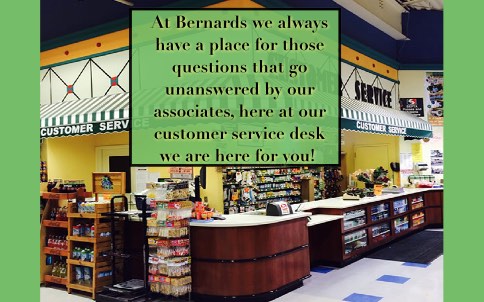 At Bernards we always
have a place for those
questions that go
unanswered by our
associates, here at our
customer service desk
we are here for you!
SERVICE
CUSTOMER SERVICE
CUSTOMER SERVICE